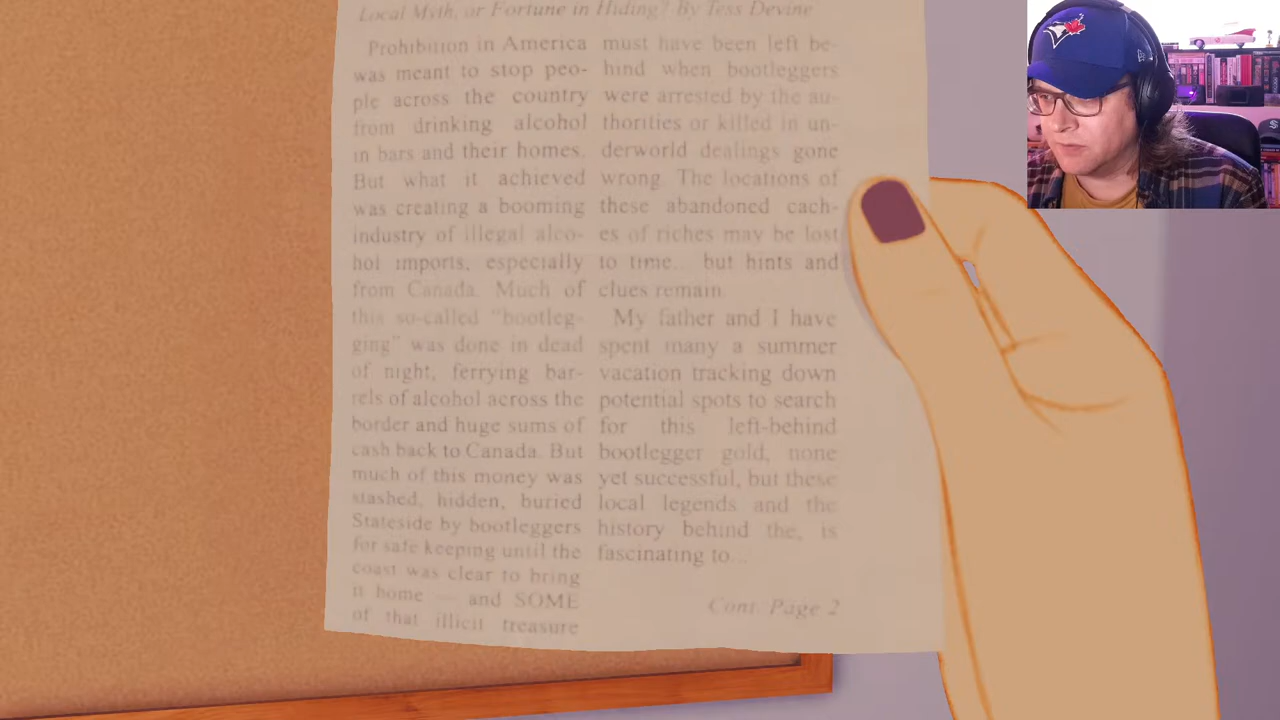 Local Myth, or Fortune in Hiding? By Tess Devine
Prohibition in America
was meant to stop peo-
ple across the country
from drinking alcohol
in bars and their homes.
But what it achieved
was creating a booming
industry of illegal alco-
hol imports, especially
from Canada. Much of
this so-called "bootleg-
ging" was done in dead
of night, ferrying bar-
rels of alcohol across the
border and huge sums of
cash back to Canada. But
much of this money was
stashed, hidden, buried
Stateside by bootleggers
for safe keeping until the
coast was clear to bring
it home — and SOME
of that illicit treasure
must have been left be-
hind when bootleggers
were arrested by the au-
thorities or killed in un-
derworld dealings gone
wrong. The locations of
these abandoned cach-
es of riches may be lost
to time... but hints and
clues remain.
My father and I have
spent many a summer
vacation tracking down
potential spots to search
for this left-behind
bootlegger gold, none
yet successful, but these
local legends and the
history behind the, is
fascinating to...
Cont. Page 2